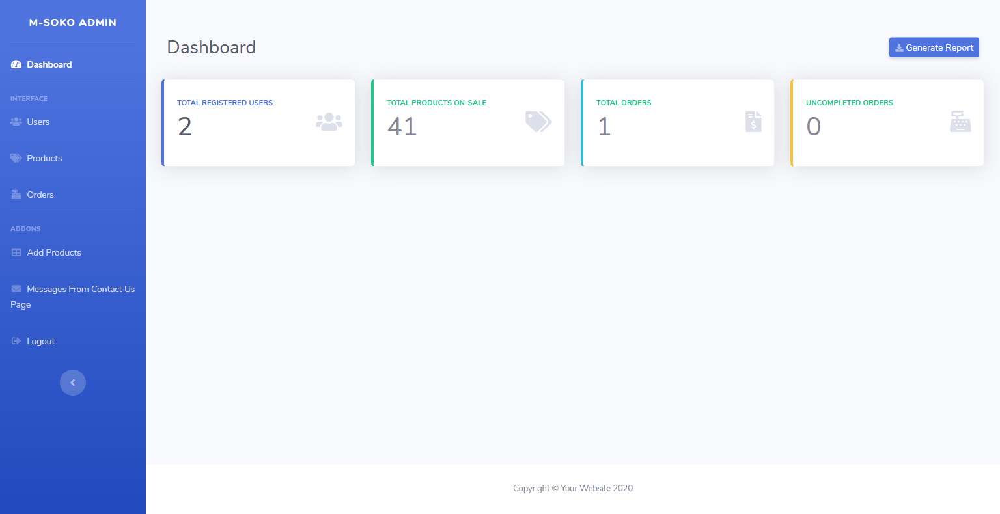 M-SOKO ADMIN
Dashboard
INTERFACE
Users
Products
Orders
ADDONS
Add Products
Messages From Contact Us
Page
Logout
Dashboard
Generate Report
TOTAL REGISTERED USERS
2
TOTAL PRODUCTS ON-SALE
41
TOTAL ORDERS
1
UNCOMPLETED ORDERS
0
Copyright © Your Website 2020